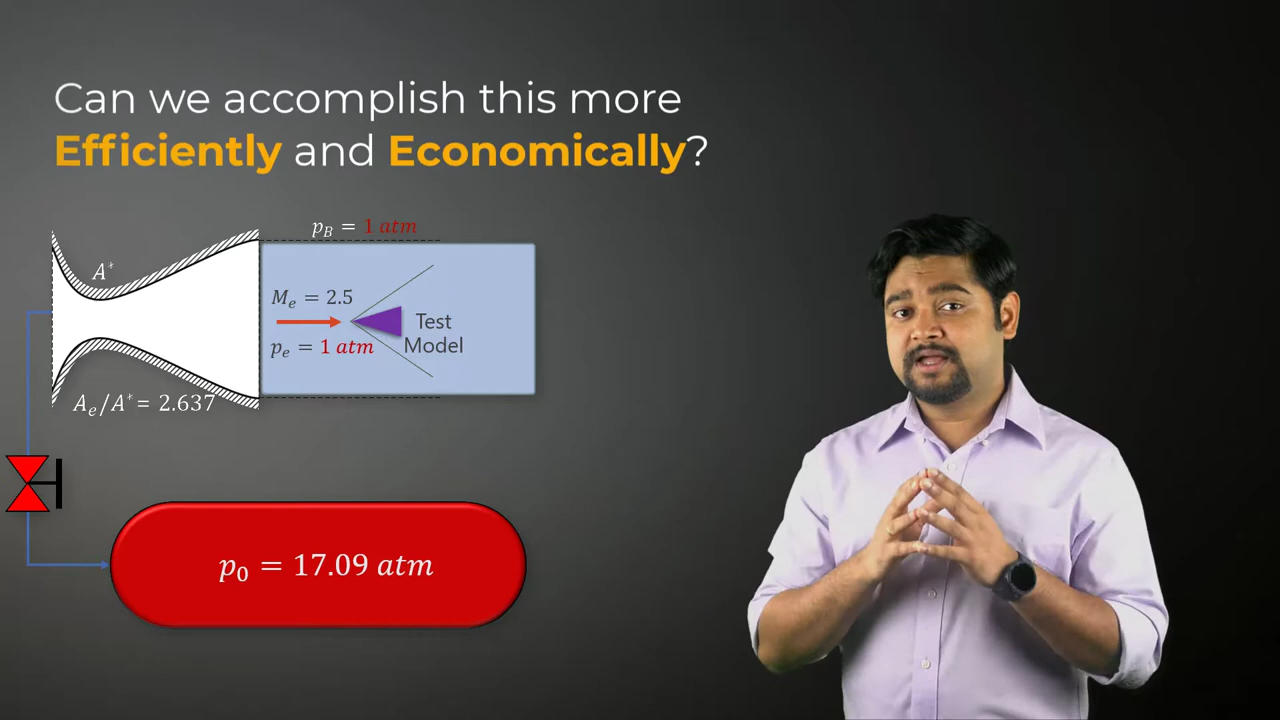 Can we accomplish this more
Efficiently and Economically?
p_B = 1 atm
A*
M_e = 2.5
Test
Model
p_e = 1 atm
A_e/A* = 2.637
p_0 = 17.09 atm